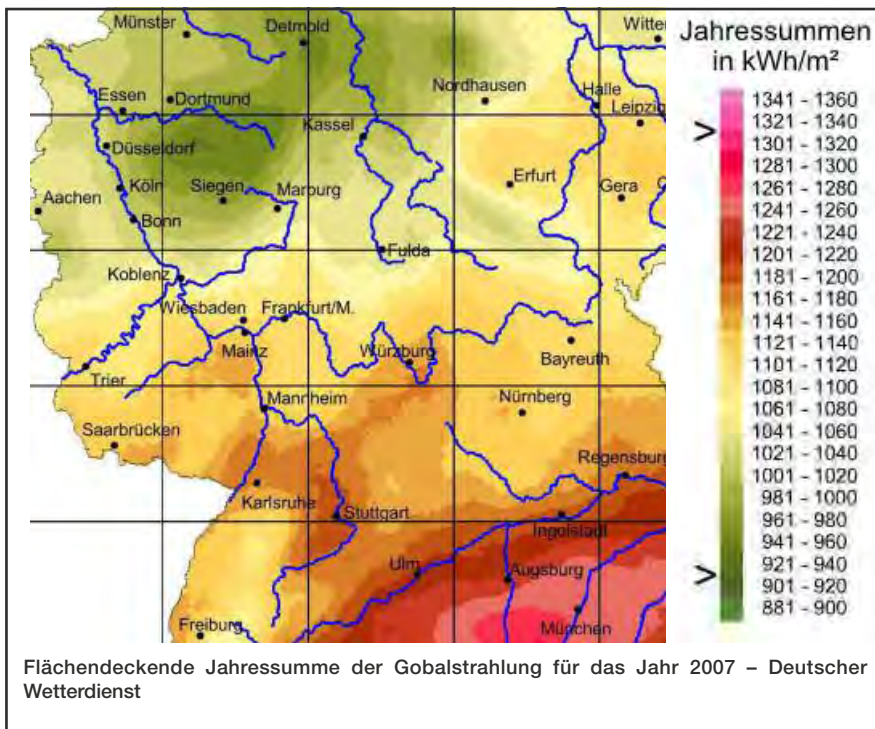 Münster
Detmold
Witter
Nordhausen
Essen
Dortmund
Halle
Leipzig
Kassel
Düsseldorf
Köln
Siegen
Marburg
Erfurt
Gera
Aachen
Bonn
Fulda
Koblenz
Wiesbaden
Frankfurt/M.
Mainz
Würzburg
Bayreuth
Trier
Mannheim
Nürnberg
Saarbrücken
Regensburg
Karlsruhe
Stuttgart
Ingolstadt
Ulm
Augsburg
Freiburg
München
Jahressummen
in kWh/m²
1341 - 1360
> 1321 - 1340
1301 - 1320
1281 - 1300
1261 - 1280
1241 - 1260
1221 - 1240
1201 - 1220
1181 - 1200
1161 - 1180
1141 - 1160
1121 - 1140
1101 - 1120
1081 - 1100
1061 - 1080
1041 - 1060
1021 - 1040
1001 - 1020
981 - 1000
961 - 980
941 - 960
> 921 - 940
901 - 920
881 - 900
Flächendeckende Jahressumme der Gobalstrahlung für das Jahr 2007 – Deutscher
Wetterdienst